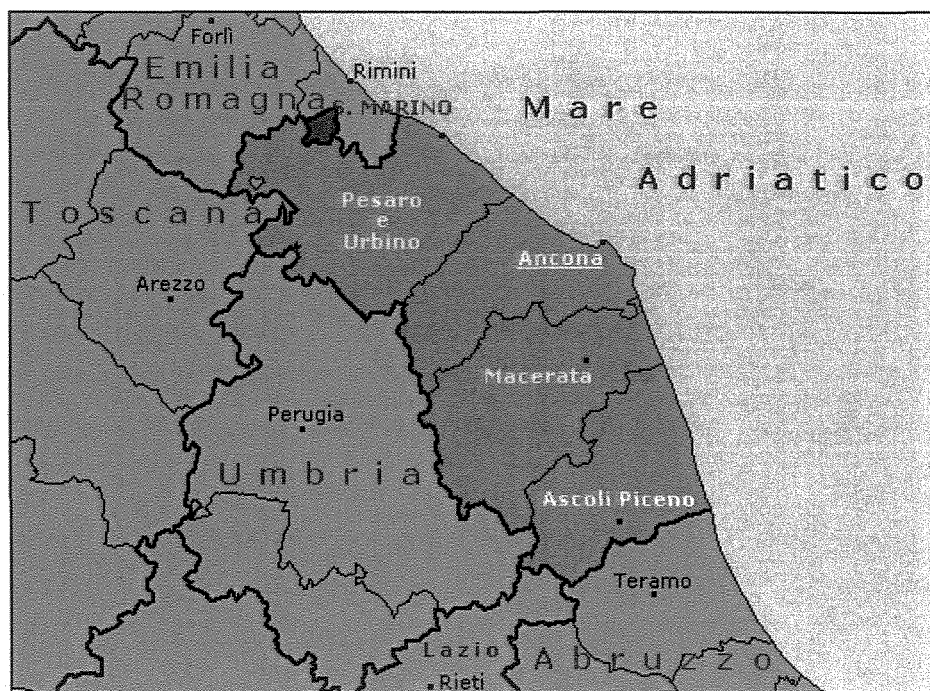 Forlì
Emilia
Romagna
Rimini
S. MARINO
Mare
Adriatico
Toscana
Pesaro
e
Urbino
Ancona
Arezzo
Macerata
Perugia
Umbria
Ascoli Piceno
Teramo
Lazio
Abruzzo
Rieti